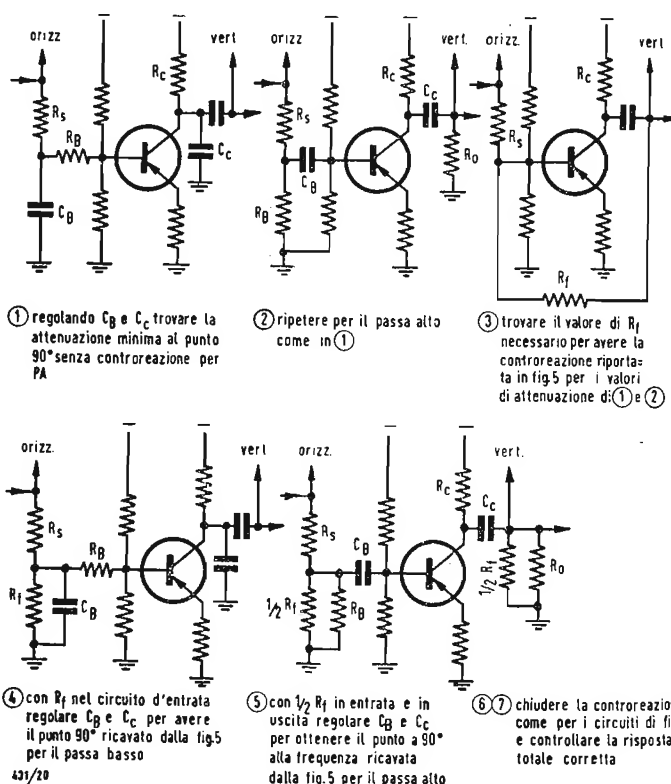 orizz.
vert
orizz
vert.
orizz.
vert
RC
RS
RB
CB
CC
RC
CC
RS
CB
RB
RO
RC
RS
Rf
① regolando CB e CC trovare la
attenuazione minima al punto
90° senza controreazione per
PA
② ripetere per il passa alto
come in ①
③ trovare il valore di Rf
necessario per avere la
controreazione riporta=
ta in fig.5 per i valori
di attenuazione di ① e ②
orizz.
vert
orizz.
vert.
RS
RB
Rf
CB
RC
CC
RS
CB
1/2 Rf
RB
1/2 Rf
RO
④ con Rf nel circuito d'entrata
regolare CB e CC per avere
il punto 90° ricavato dalla fig.5
per il passa basso
431/20
⑤ con 1/2 Rf in entrata e in
uscita regolare CB e CC
per ottenere il punto a 90°
alla frequenza ricavata
dalla fig. 5 per il passa alto
⑥⑦ chiudere la controreazio
come per i circuiti di fi
e controllare la risposta
totale corretta